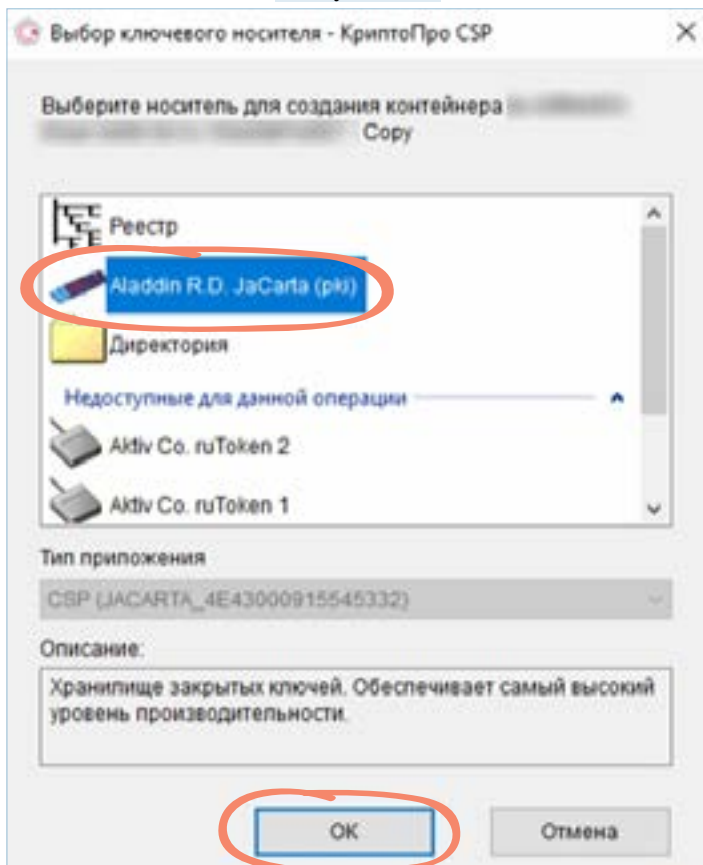 Выбор ключевого носителя - КриптоПро CSP
Выберите носитель для создания контейнера
Copy
Реестр
Aladdin R.D. JaCarta (pki)
Директория
Недоступные для данной операции
Aktiv Co. ruToken 2
Aktiv Co. ruToken 1
Тип приложения
CSP (JACARTA_4E43000915545332)
Описание:
Хранилище закрытых ключей. Обеспечивает самый высокий
уровень производительности.
OK
Отмена